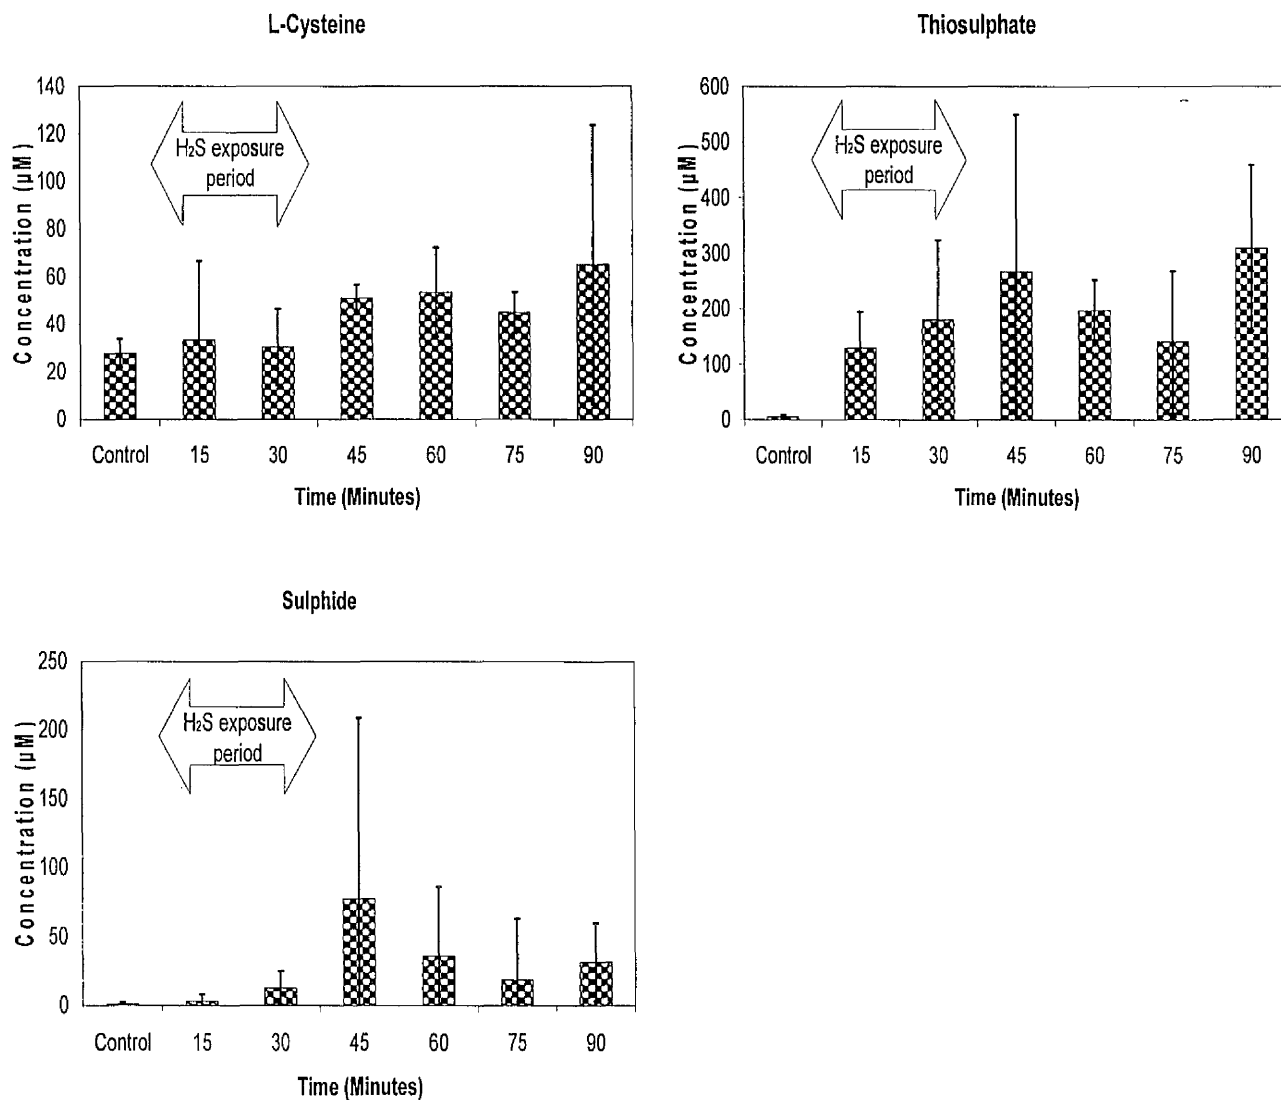 L-Cysteine
140
120
100
80
60
40
20
0
Concentration (µM)
H₂S exposure
period
Control 15 30 45 60 75 90
Time (Minutes)
Thiosulphate
600
500
400
300
200
100
0
Concentration (µM)
H₂S exposure
period
Control 15 30 45 60 75 90
Time (Minutes)
Sulphide
250
200
150
100
50
0
Concentration (µM)
H₂S exposure
period
Control 15 30 45 60 75 90
Time (Minutes)